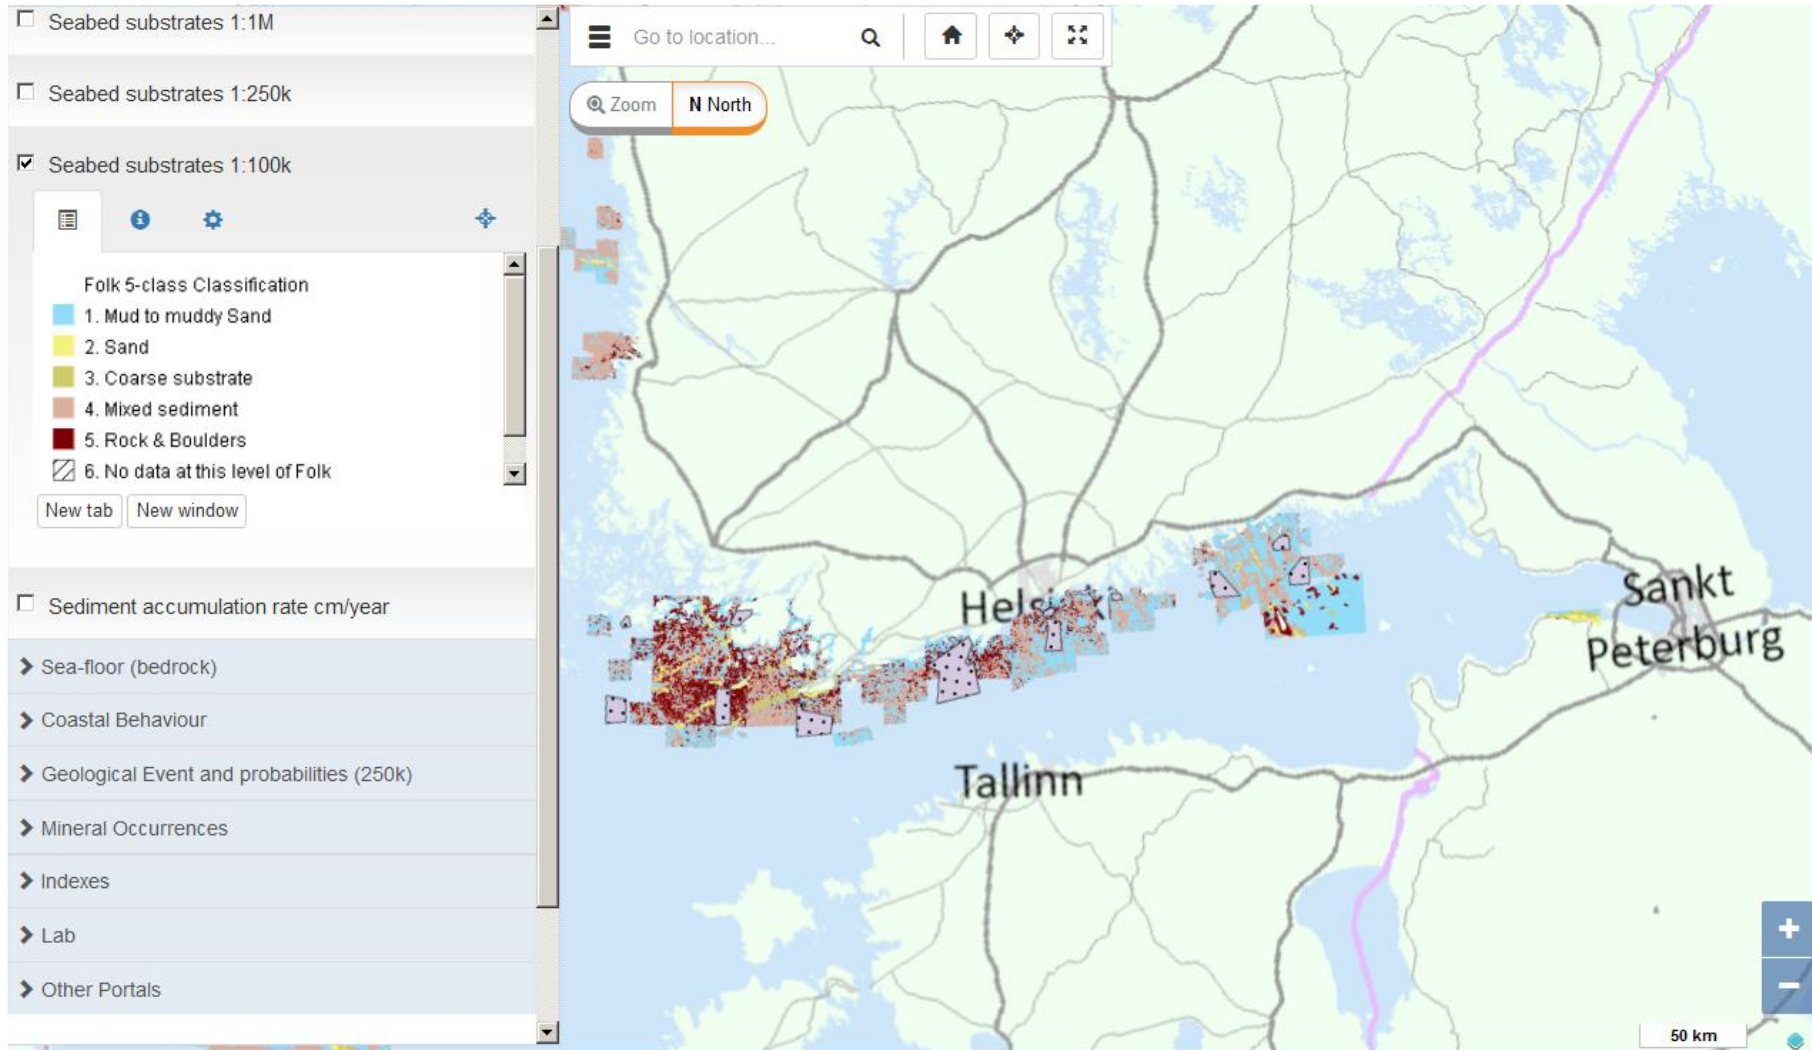 Seabed substrates 1:1M
Seabed substrates 1:250k
Seabed substrates 1:100k
Folk 5-class Classification
1. Mud to muddy Sand
2. Sand
3. Coarse substrate
4. Mixed sediment
5. Rock & Boulders
6. No data at this level of Folk
New tab New window
Sediment accumulation rate cm/year
Sea-floor (bedrock)
Coastal Behaviour
Geological Event and probabilities (250k)
Mineral Occurrences
Indexes
Lab
Other Portals
Go to location...
Zoom N North
Sankt
Peterburg
Tallinn
50 km